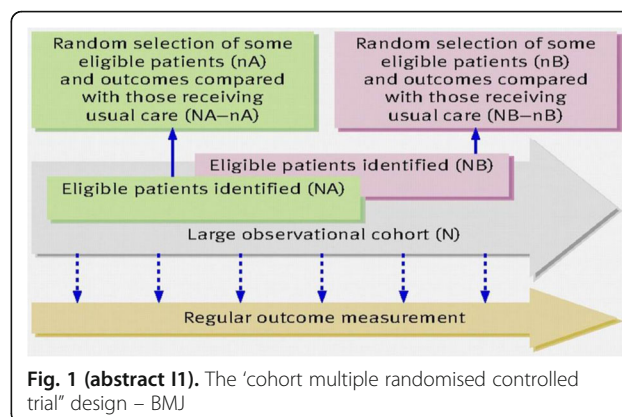 Random selection of some
eligible patients (nA)
and outcomes compared
with those receiving
usual care (NA–nA)
Random selection of some
eligible patients (nB)
and outcomes compared
with those receiving
usual care (NB–nB)
Eligible patients identified (NB)
Eligible patients identified (NA)
Large observational cohort (N)
Regular outcome measurement
Fig. 1 (abstract I1). The ‘cohort multiple randomised controlled
trial” design – BMJ